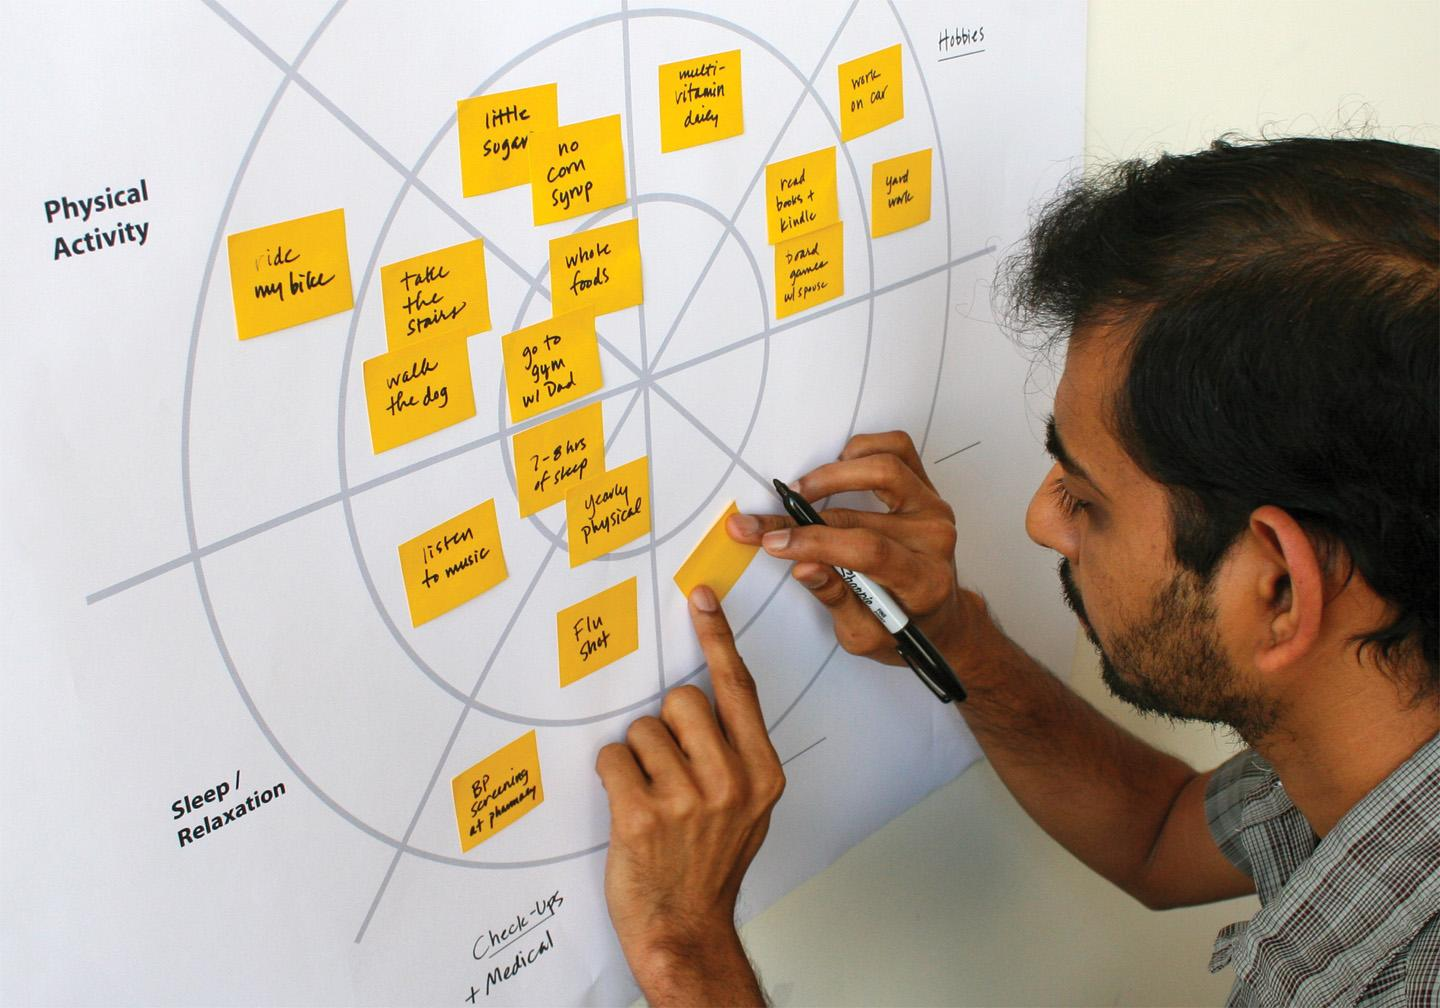 Hobbies
multi-
vitamin
daily
work
on car
little
sugar
no
corn
syrup
read
books +
kindle
yard
work
Physical
Activity
ride
my bike
take
the
stairs
whole
foods
board
games
w/ spouse
walk
the dog
go to
gym
w/ Dad
7-8 hrs
of sleep
yearly
physical
listen
to music
Sharpie
Flu
Shot
BP
screening
at pharmacy
Sleep /
Relaxation
Check-Ups
+ Medical